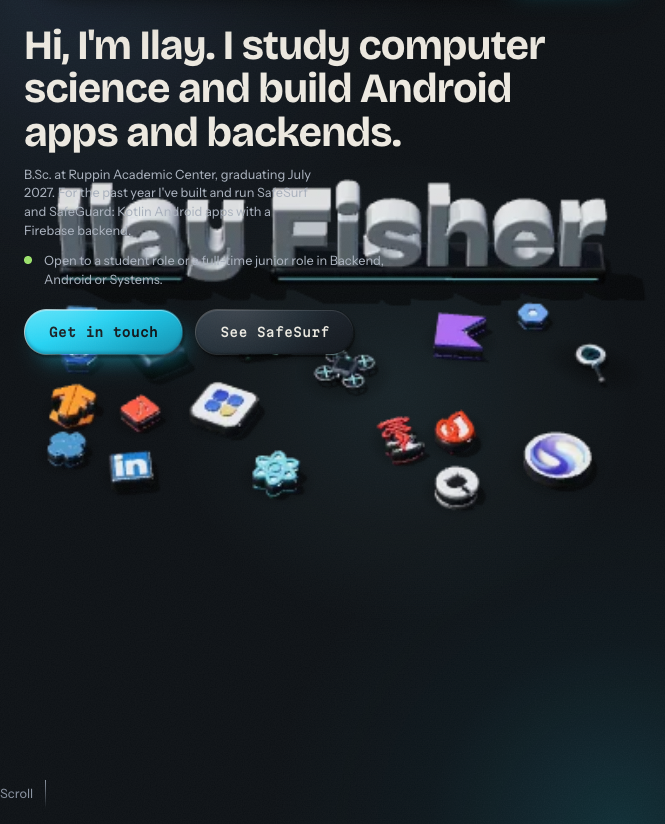 Hi, I'm Ilay. I study computer
science and build Android
apps and backends.
B.Sc. at Ruppin Academic Center, graduating July
2027. For the past year I've built and run SafeSurf
and SafeGuard: Kotlin Android apps with a
Firebase backend.
Ilay Fisher
Open to a student role or a full-time junior role in Backend,
Android or Systems.
Get in touch
See SafeSurf
in
Scroll